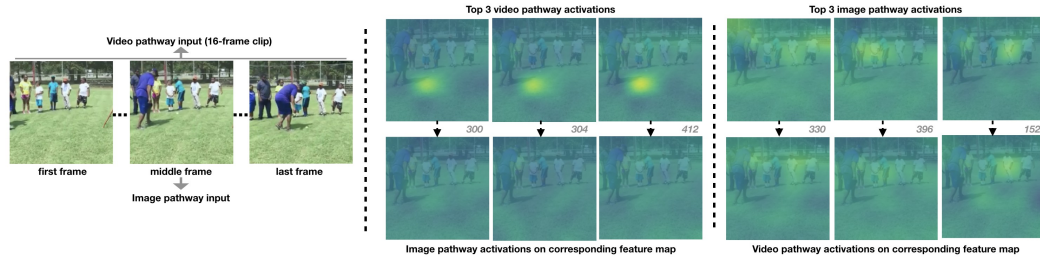 Video pathway input (16-frame clip)
first frame
middle frame
last frame
Image pathway input
Top 3 video pathway activations
300
304
412
Image pathway activations on corresponding feature map
Top 3 image pathway activations
330
396
152
Video pathway activations on corresponding feature map